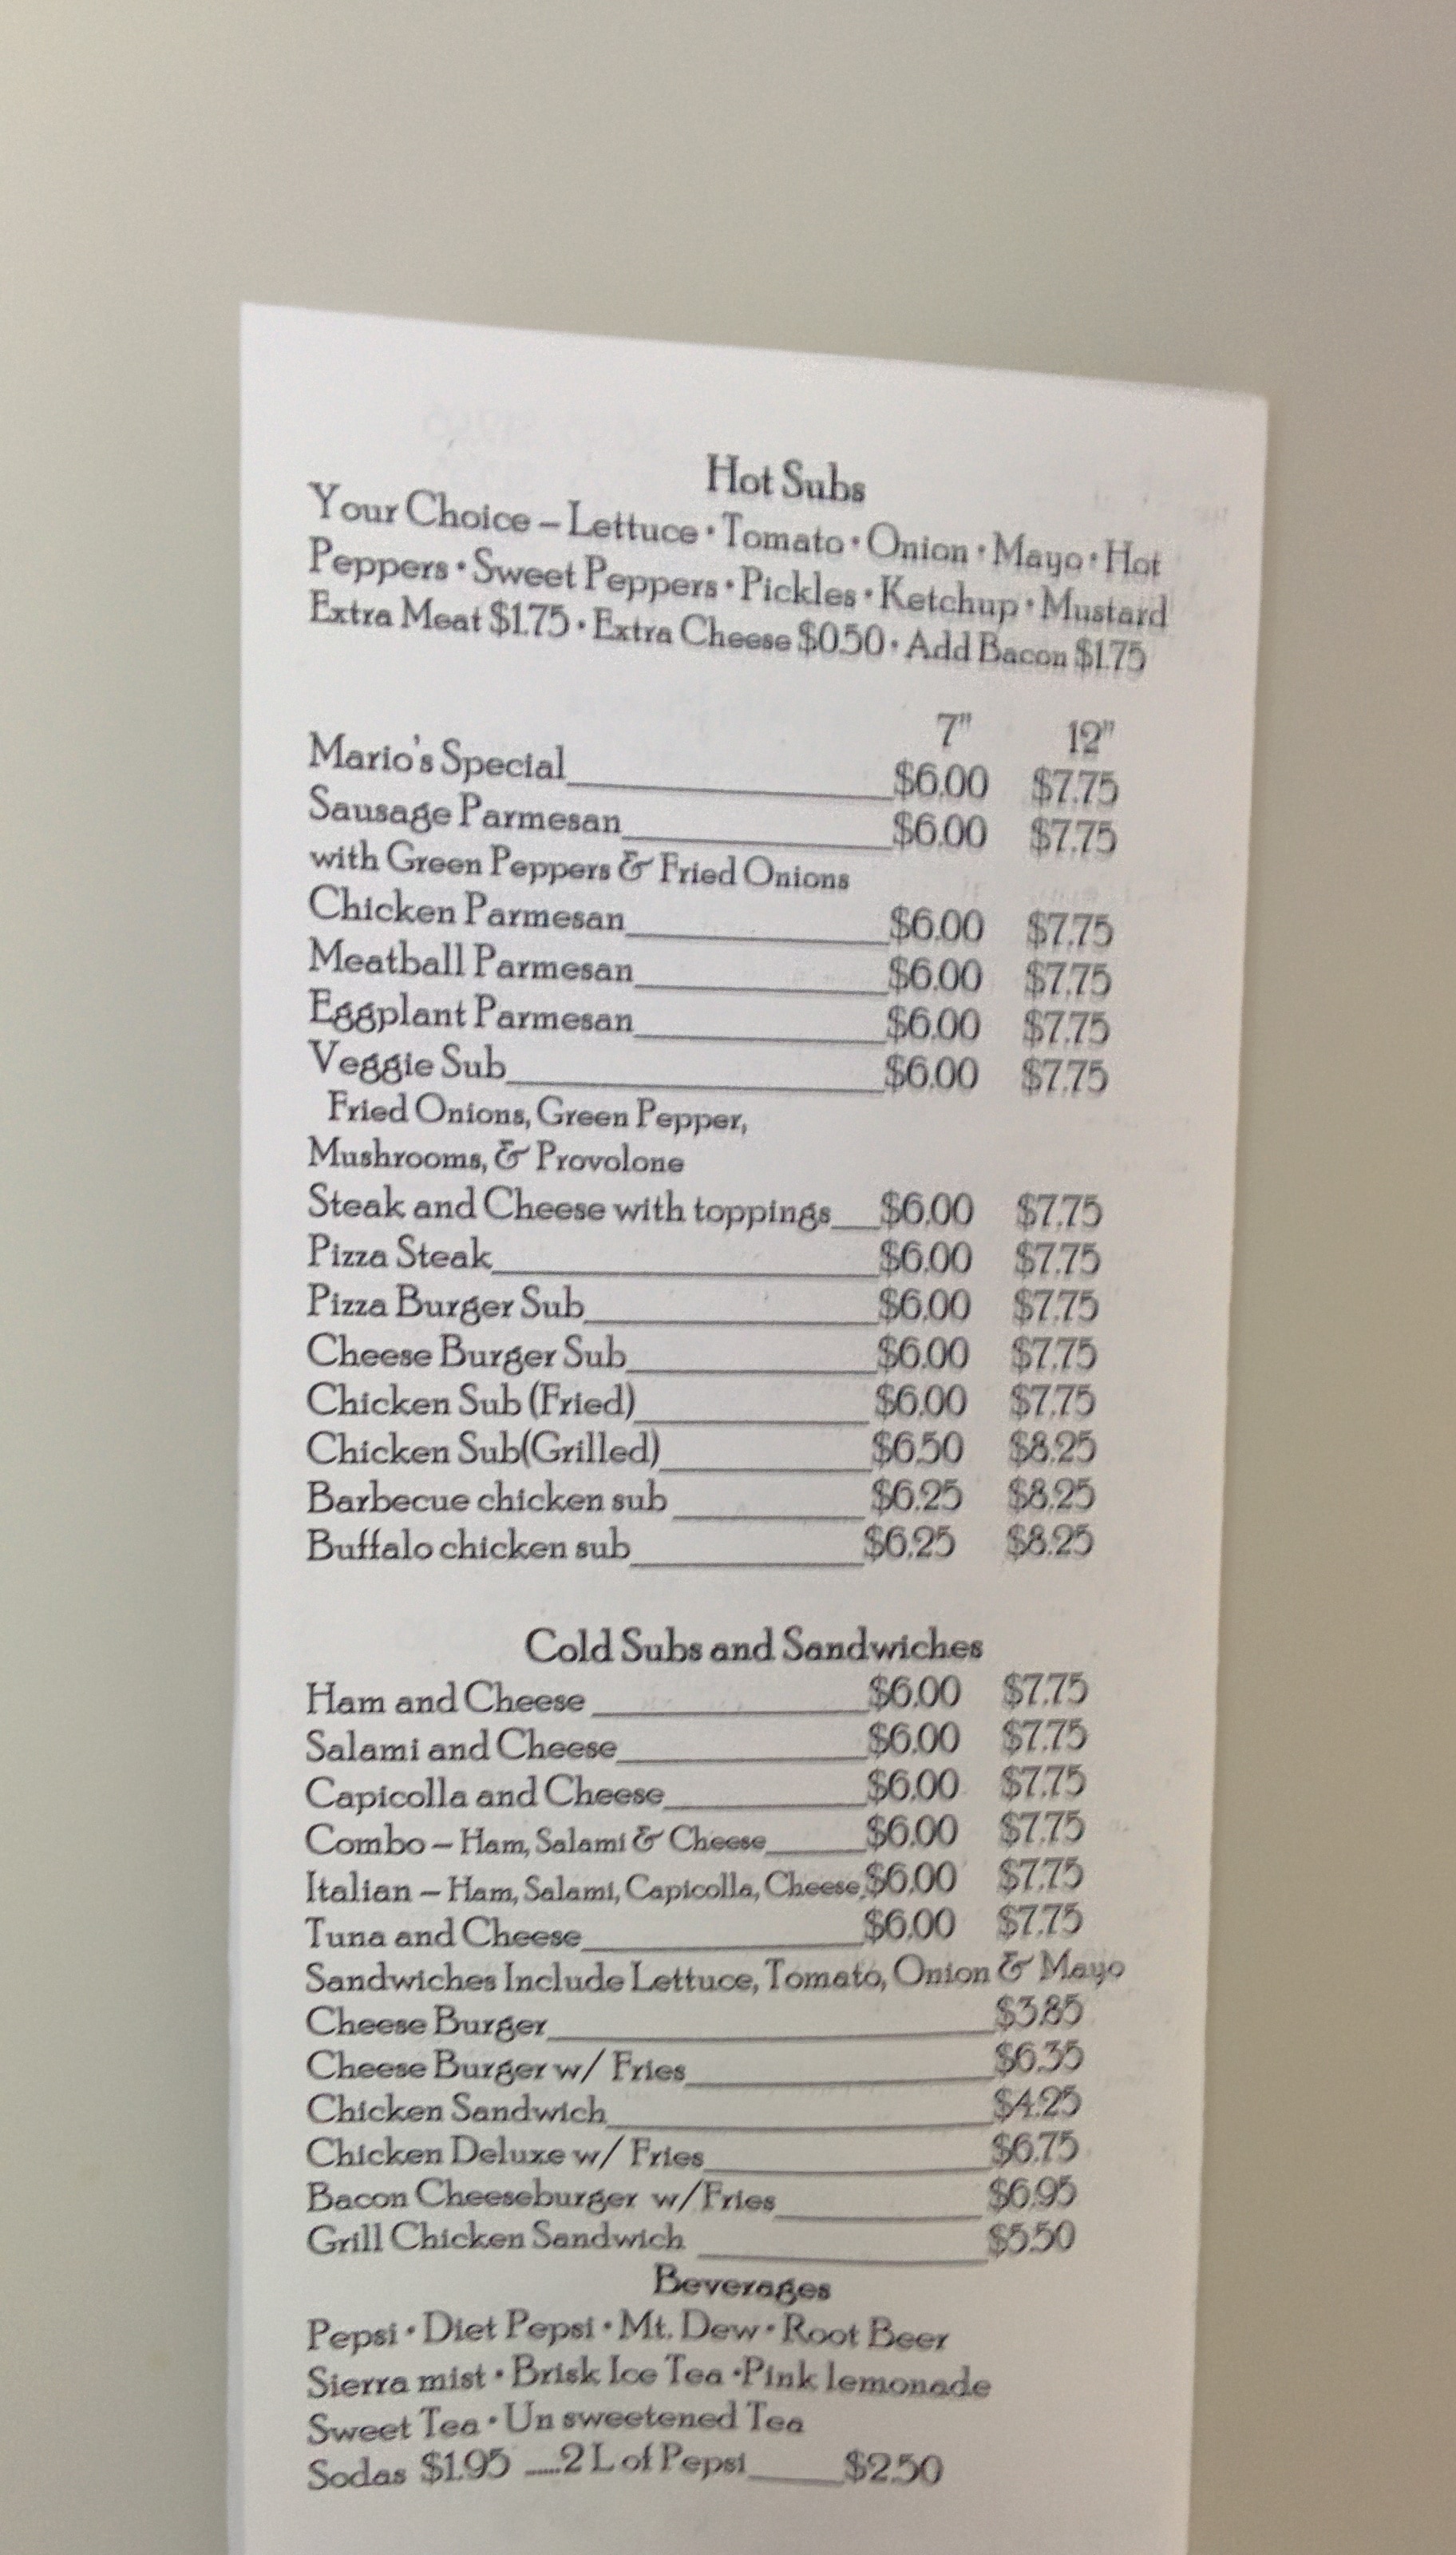 Hot Subs
Your Choice – Lettuce • Tomato • Onion • Mayo • Hot
Peppers • Sweet Peppers • Pickles • Ketchup • Mustard
Extra Meat $1.75 • Extra Cheese $0.50 • Add Bacon $1.75
7" 12"
Mario's Special $6.00 $7.75
Sausage Parmesan $6.00 $7.75
with Green Peppers & Fried Onions
Chicken Parmesan $6.00 $7.75
Meatball Parmesan $6.00 $7.75
Eggplant Parmesan $6.00 $7.75
Veggie Sub $6.00 $7.75
Fried Onions, Green Pepper,
Mushrooms, & Provolone
Steak and Cheese with toppings $6.00 $7.75
Pizza Steak $6.00 $7.75
Pizza Burger Sub $6.00 $7.75
Cheese Burger Sub $6.00 $7.75
Chicken Sub (Fried) $6.00 $7.75
Chicken Sub(Grilled) $6.50 $8.25
Barbecue chicken sub $6.25 $8.25
Buffalo chicken sub $6.25 $8.25
Cold Subs and Sandwiches
Ham and Cheese $6.00 $7.75
Salami and Cheese $6.00 $7.75
Capicolla and Cheese $6.00 $7.75
Combo – Ham, Salami & Cheese $6.00 $7.75
Italian – Ham, Salami, Capicolla, Cheese $6.00 $7.75
Tuna and Cheese $6.00 $7.75
Sandwiches Include Lettuce, Tomato, Onion & Mayo
Cheese Burger $3.85
Cheese Burger w/ Fries $6.35
Chicken Sandwich $4.25
Chicken Deluxe w/ Fries $6.75
Bacon Cheeseburger w/Fries $6.95
Grill Chicken Sandwich $5.50
Beverages
Pepsi • Diet Pepsi • Mt. Dew • Root Beer
Sierra mist • Brisk Ice Tea •Pink lemonade
Sweet Tea • Un sweetened Tea
Sodas $1.95 .....2 L of Pepsi $2.50